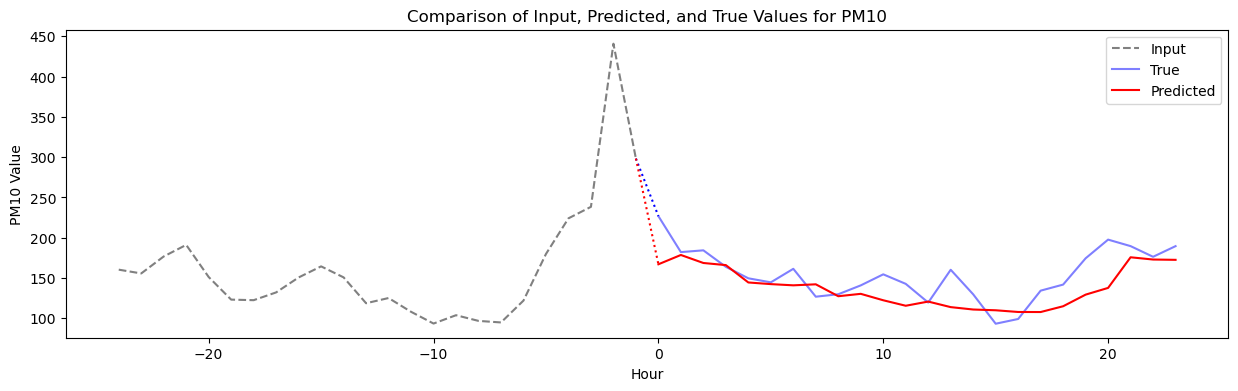 Comparison of Input, Predicted, and True Values for PM10
PM10 Value
450
400
350
300
250
200
150
100
Input
True
Predicted
−20
−10
0
10
20
Hour